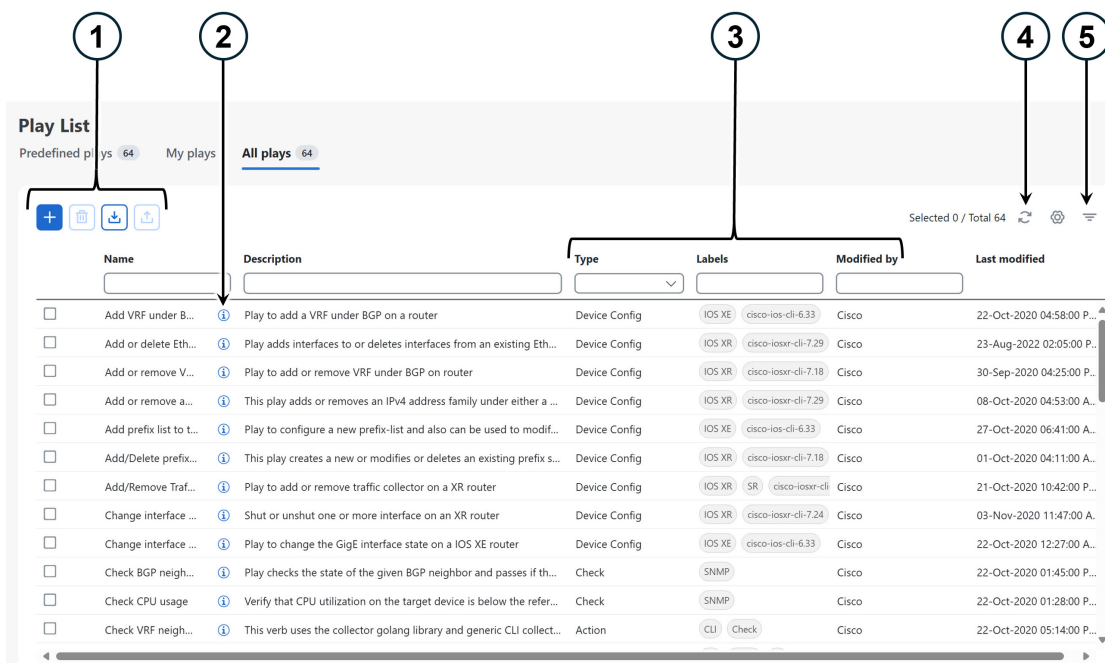 1 2 3 4 5
Play List
Predefined plays 64 My plays All plays 64
Selected 0 / Total 64
Name Description Type Labels Modified by Last modified
Add VRF under B... Play to add a VRF under BGP on a router Device Config IOS XE cisco-ios-cli-6.33 Cisco 22-Oct-2020 04:58:00 P...
Add or delete Eth... Play adds interfaces to or deletes interfaces from an existing Eth... Device Config IOS XR cisco-iosxr-cli-7.29 Cisco 23-Aug-2022 02:05:00 P...
Add or remove V... Play to add or remove VRF under BGP on router Device Config IOS XR cisco-iosxr-cli-7.18 Cisco 30-Sep-2020 04:25:00 P...
Add or remove a... This play adds or removes an IPv4 address family under either a ... Device Config IOS XR cisco-iosxr-cli-7.29 Cisco 08-Oct-2020 04:53:00 A...
Add prefix list to t... Play to configure a new prefix-list and also can be used to modif... Device Config IOS XE cisco-ios-cli-6.33 Cisco 27-Oct-2020 06:41:00 A...
Add/Delete prefix... This play creates a new or modifies or deletes an existing prefix s... Device Config IOS XR cisco-iosxr-cli-7.18 Cisco 01-Oct-2020 04:11:00 A...
Add/Remove Traf... Play to add or remove traffic collector on a XR router Device Config IOS XR SR cisco-iosxr-cli Cisco 21-Oct-2020 10:42:00 P...
Change interface ... Shut or unshut one or more interface on an XR router Device Config IOS XR cisco-iosxr-cli-7.24 Cisco 03-Nov-2020 11:47:00 A.
Change interface ... Play to change the GigE interface state on a IOS XE router Device Config IOS XE cisco-ios-cli-6.33 Cisco 22-Oct-2020 12:27:00 A...
Check BGP neigh... Play checks the state of the given BGP neighbor and passes if th... Check SNMP Cisco 22-Oct-2020 01:45:00 P...
Check CPU usage Verify that CPU utilization on the target device is below the refer... Check SNMP Cisco 22-Oct-2020 01:28:00 P...
Check VRF neigh... This verb uses the collector golang library and generic CLI collect... Action CLI Check Cisco 22-Oct-2020 05:14:00 P...